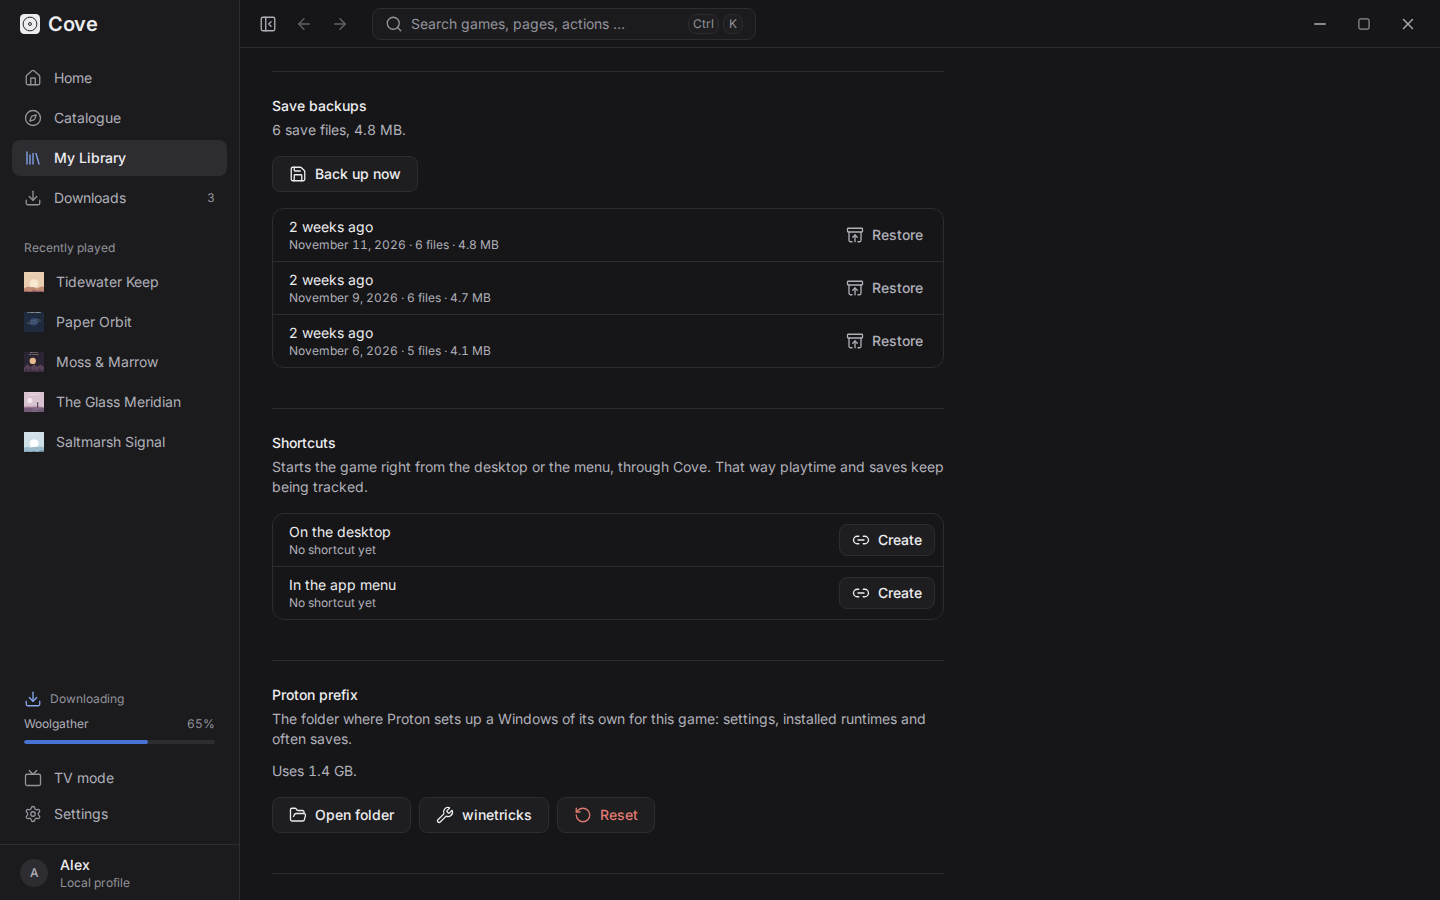 Cove
Search games, pages, actions ...
Ctrl
K
Home
Catalogue
My Library
Downloads
3
Recently played
Tidewater Keep
Paper Orbit
Moss & Marrow
The Glass Meridian
Saltmarsh Signal
Downloading
Woolgather
65%
TV mode
Settings
A
Alex
Local profile
Save backups
6 save files, 4.8 MB.
Back up now
2 weeks ago
November 11, 2026 · 6 files · 4.8 MB
Restore
2 weeks ago
November 9, 2026 · 6 files · 4.7 MB
Restore
2 weeks ago
November 6, 2026 · 5 files · 4.1 MB
Restore
Shortcuts
Starts the game right from the desktop or the menu, through Cove. That way playtime and saves keep
being tracked.
On the desktop
No shortcut yet
Create
In the app menu
No shortcut yet
Create
Proton prefix
The folder where Proton sets up a Windows of its own for this game: settings, installed runtimes and
often saves.
Uses 1.4 GB.
Open folder
winetricks
Reset